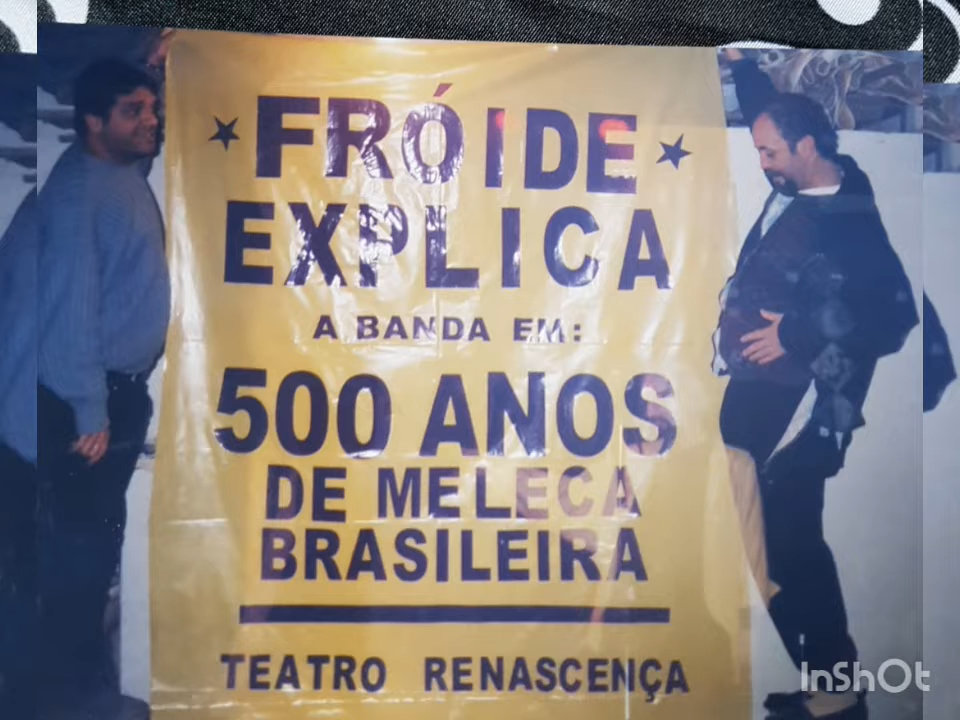 ★ FRÓIDE ★
EXPLICA
A BANDA EM:
500 ANOS
DE MELECA
BRASILEIRA
TEATRO RENASCENÇA
InShOt